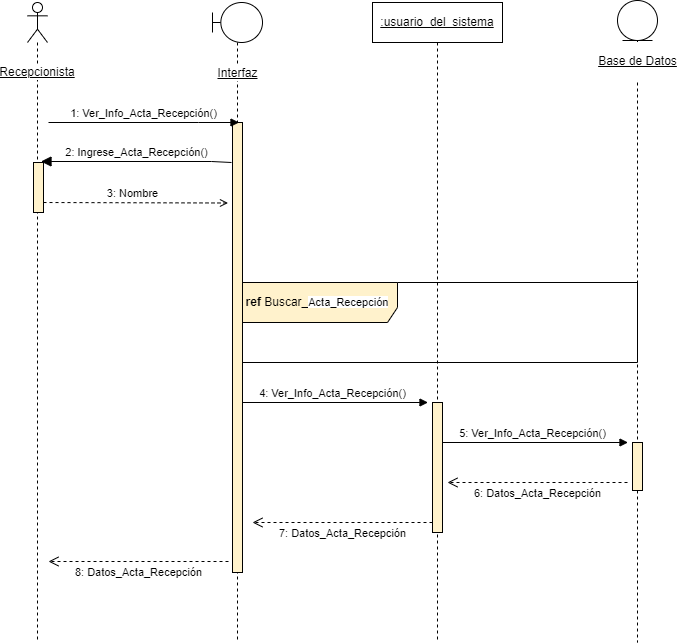 :usuario_del_sistema
Base de Datos
Recepcionista
Interfaz
1: Ver_Info_Acta_Recepción()
2: Ingrese_Acta_Recepción()
3: Nombre
ref Buscar_Acta_Recepción
4: Ver_Info_Acta_Recepción()
5: Ver_Info_Acta_Recepción()
6: Datos_Acta_Recepción
7: Datos_Acta_Recepción
8: Datos_Acta_Recepción